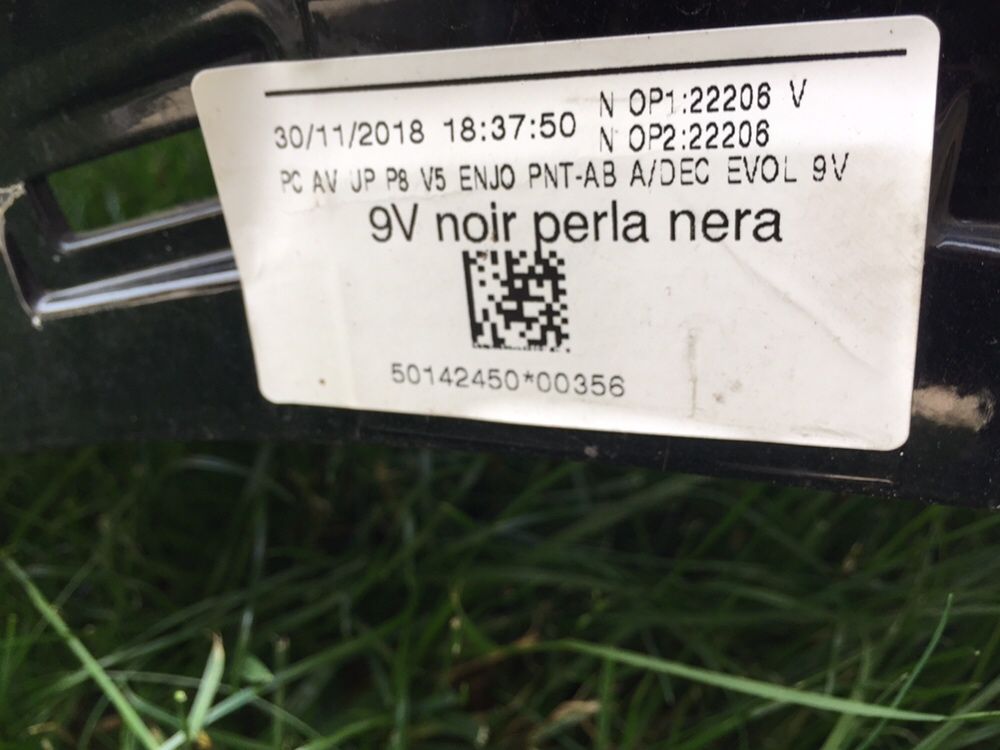 30/11/2018 18:37:50 N OP1:22206 V
N OP2:22206
PC AV UP P8 V5 ENJO PNT-AB A/DEC EVOL 9V
9V noir perla nera
50142450*00356